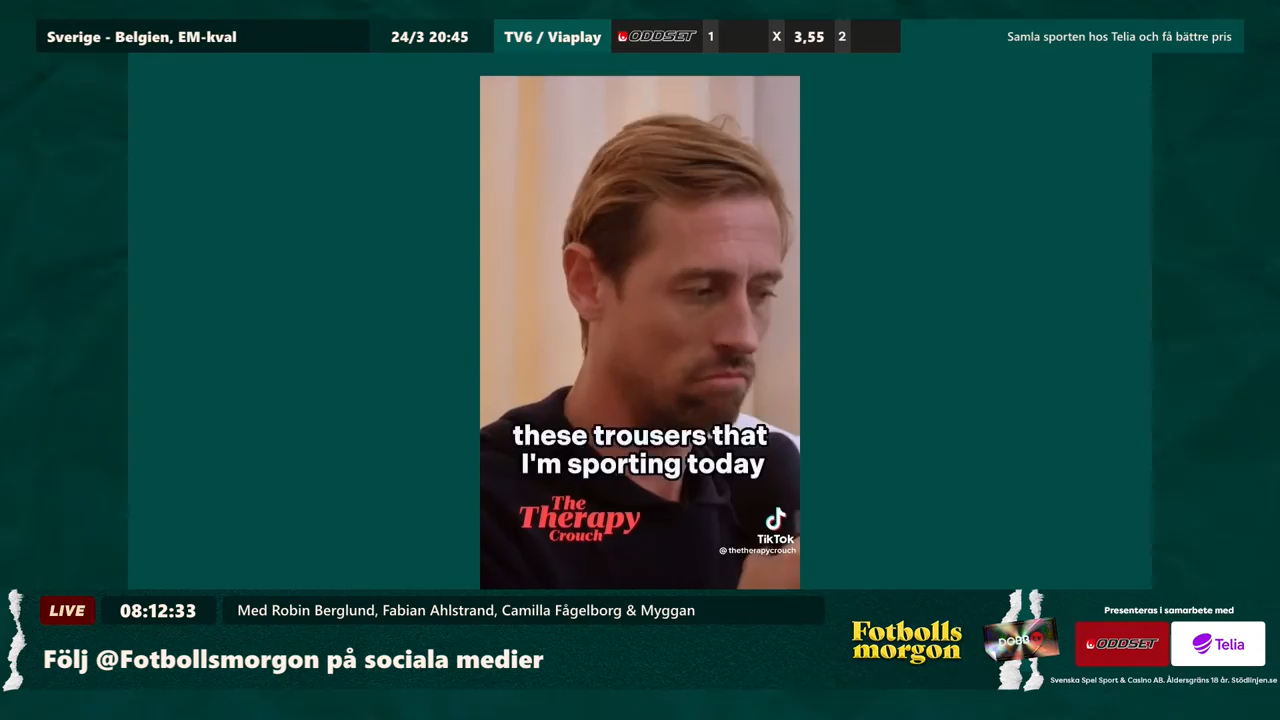 Sverige - Belgien, EM-kval
24/3 20:45
TV6 / Viaplay
ODDSET
1
X
3,55
2
Samla sporten hos Telia och få bättre pris
these trousers that
I'm sporting today
The
Therapy
Crouch
TikTok
@thetherapycrouch
LIVE
08:12:33
Med Robin Berglund, Fabian Ahlstrand, Camilla Fågelborg & Myggan
Följ @Fotbollsmorgon på sociala medier
Fotbolls
morgon
Presenteras i samarbete med
ODDSET
Telia
Svenska Spel Sport & Casino AB. Åldersgräns 18 år. Stödlinjen.se